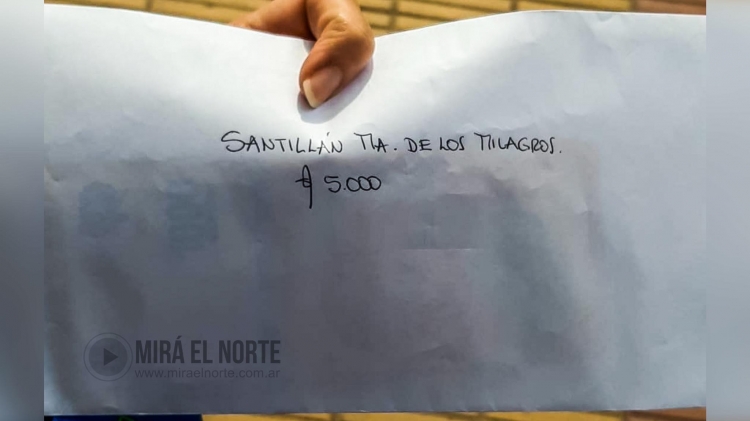 SANTILLÁN MA. DE LOS MILAGROS.
$ 5.000
MIRÁ EL NORTE
www.miraelnorte.com.ar